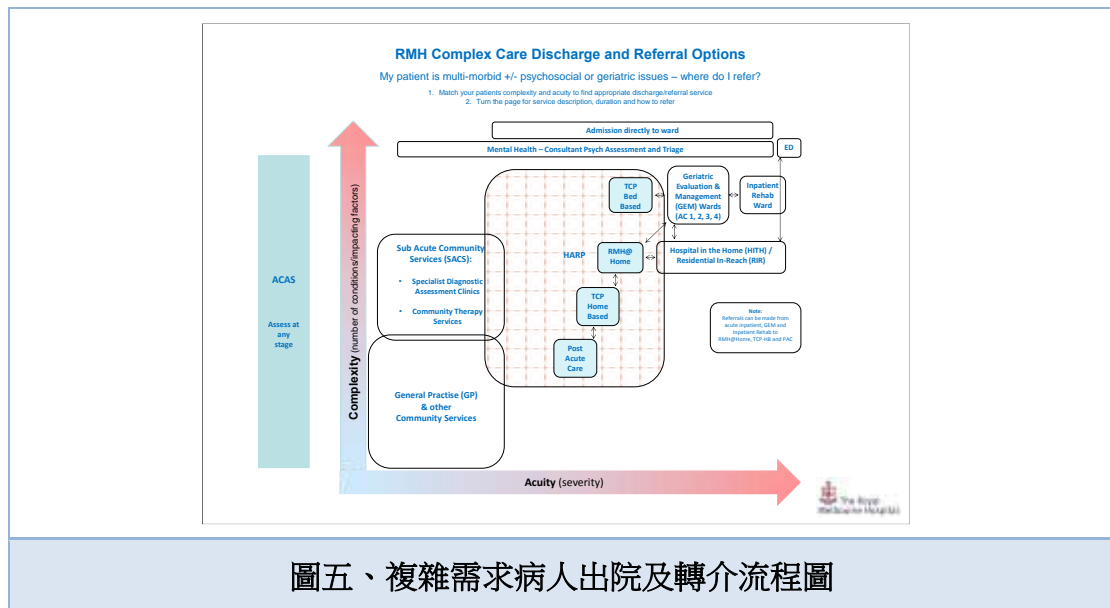 RMH Complex Care Discharge and Referral Options
My patient is multi-morbid +/- psychosocial or geriatric issues – where do I refer?
1. Match your patients complexity and acuity to find appropriate discharge/referral service
2. Turn the page for service description, duration and how to refer
Admission directly to ward
Mental Health – Consultant Psych Assessment and Triage
ED
TCP
Bed
Based
Geriatric
Evaluation &
Management
(GEM) Wards
(AC 1, 2, 3, 4)
Inpatient
Rehab
Ward
Sub Acute Community
Services (SACS):
• Specialist Diagnostic
Assessment Clinics
• Community Therapy
Services
HARP
RMH@
Home
Hospital in the Home (HITH) /
Residential In-Reach (RIR)
ACAS
Assess at
any
stage
Complexity (number of conditions/impacting factors)
TCP
Home
Based
Note:
Referrals can be made from
acute inpatient, GEM and
Inpatient Rehab to
RMH@Home, TCP-HB and PAC
Post
Acute
Care
General Practise (GP)
& other
Community Services
Acuity (severity)
The Royal
Melbourne Hospital
圖五、複雜需求病人出院及轉介流程圖